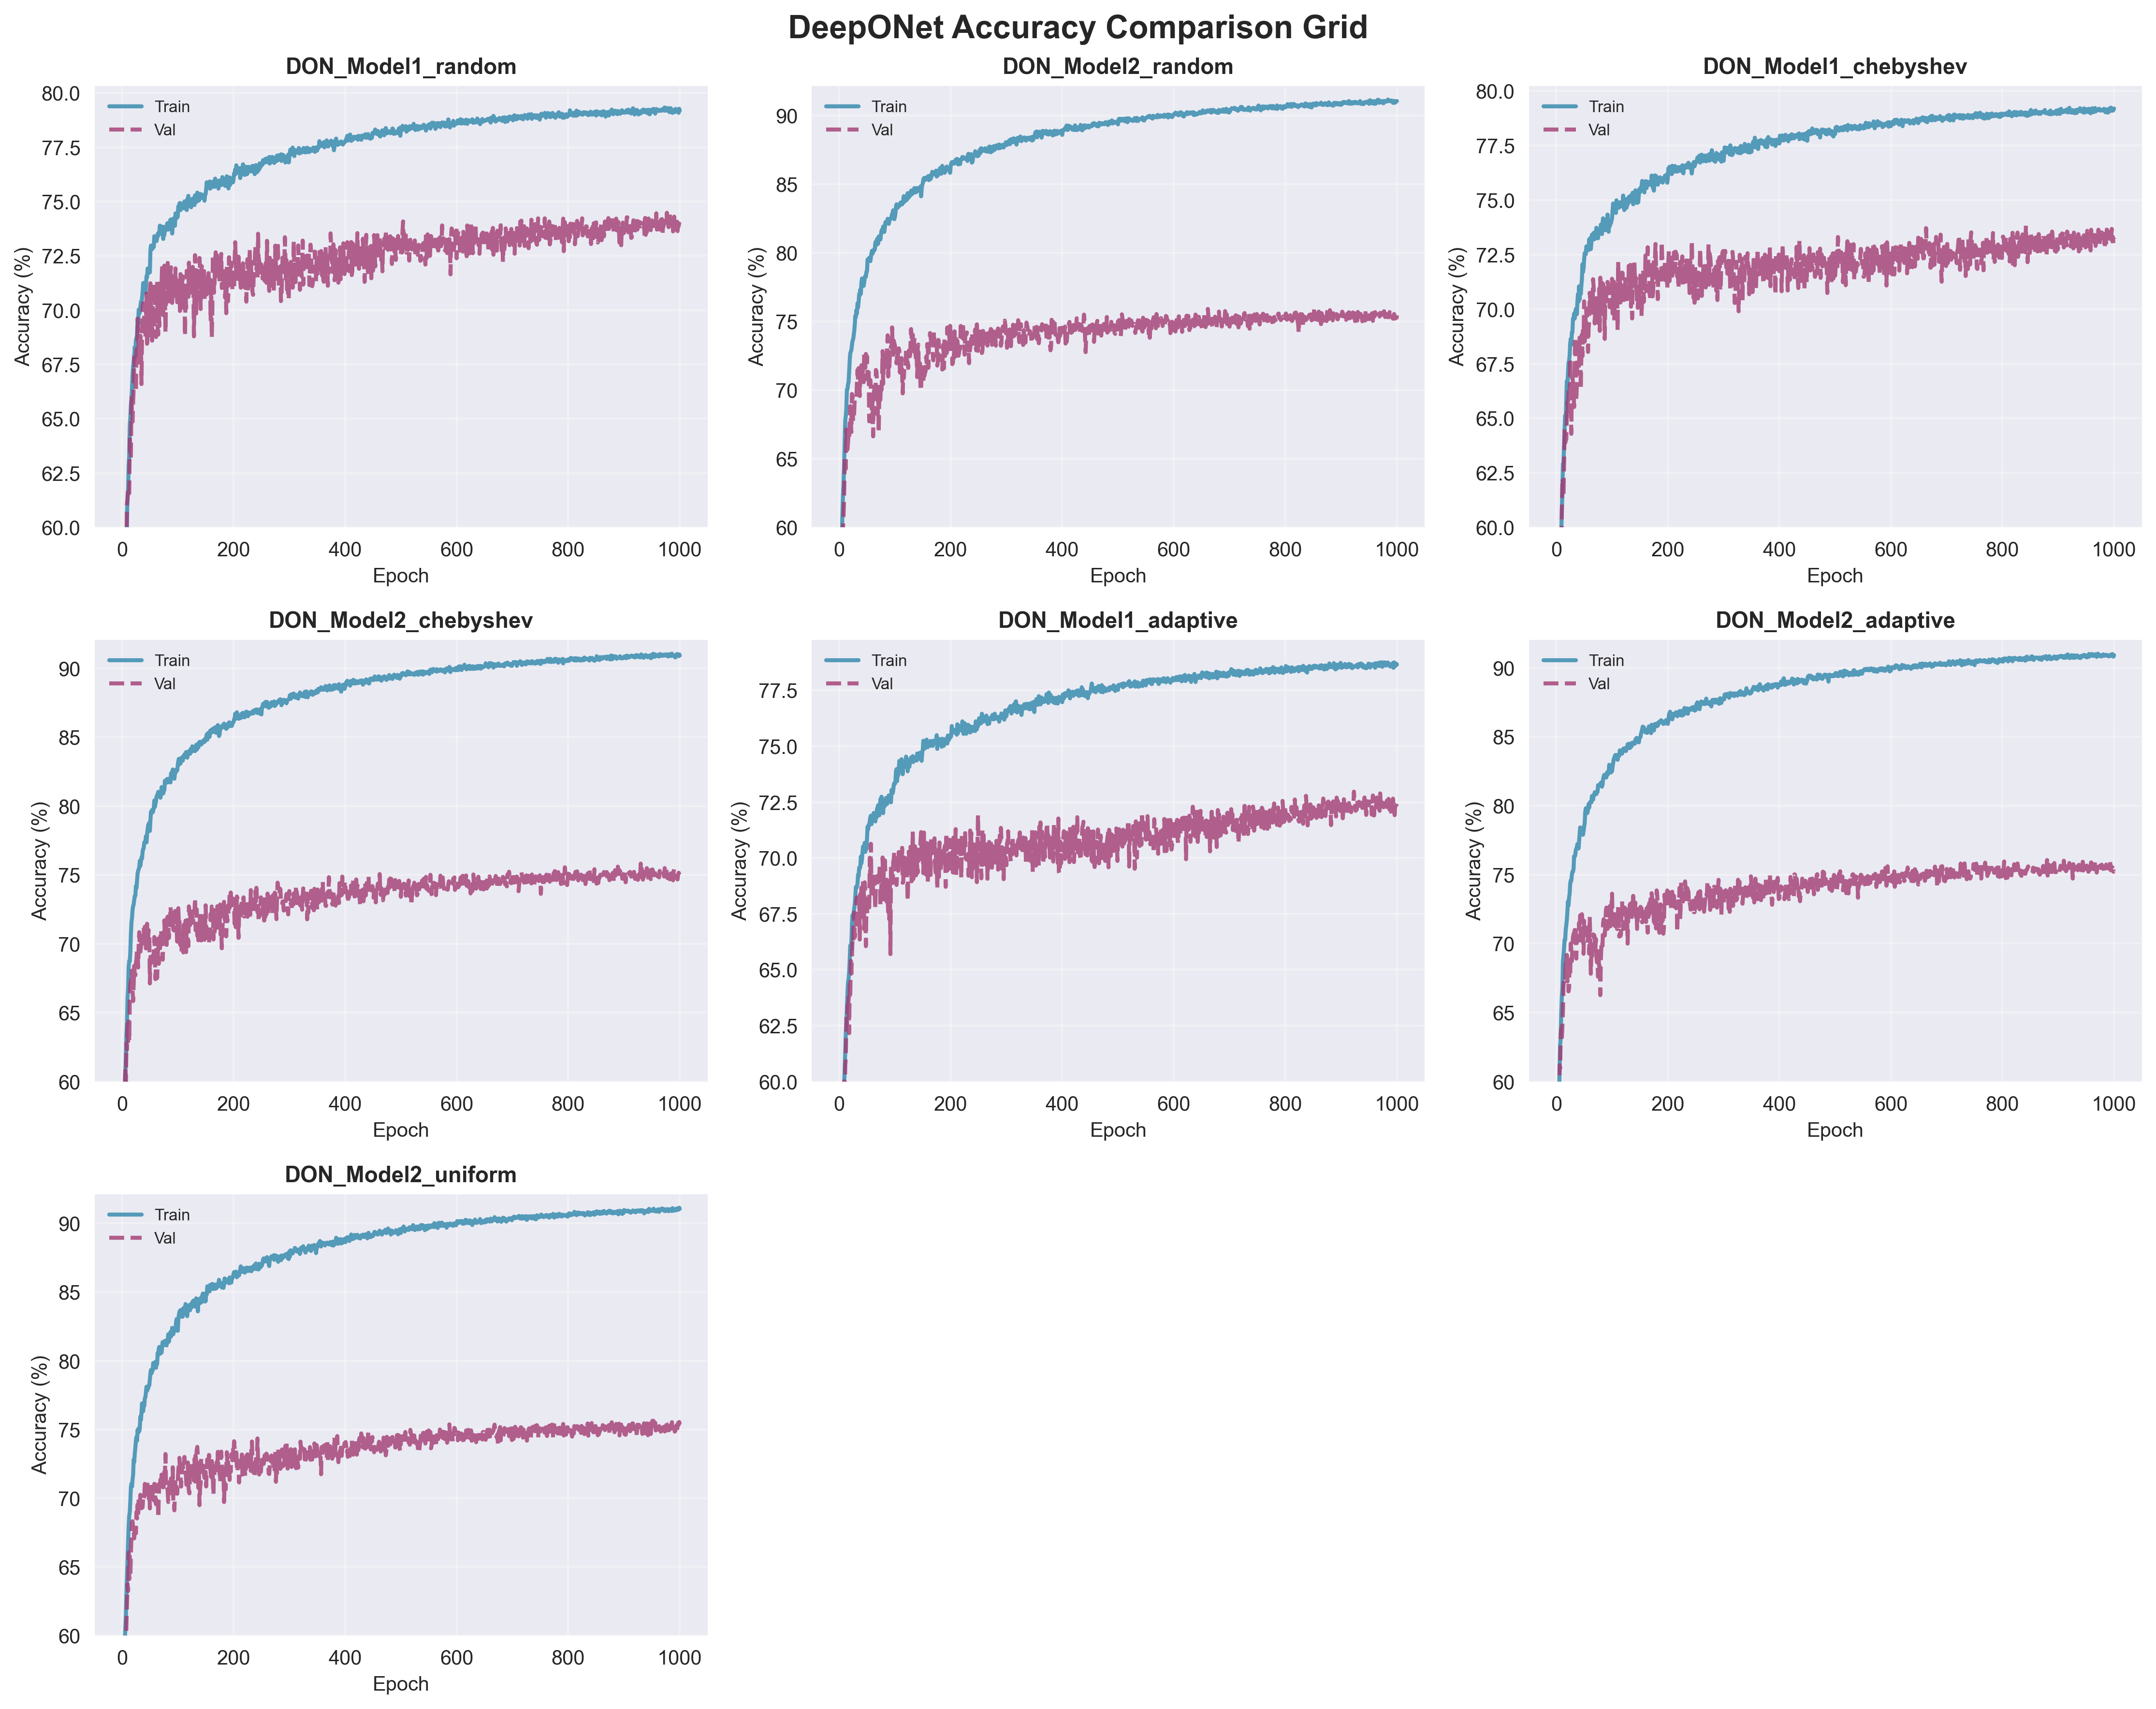 DeepONet Accuracy Comparison Grid
DON_Model1_random
Train
Val
80.0
77.5
75.0
72.5
70.0
67.5
65.0
62.5
60.0
Accuracy (%)
0 200 400 600 800 1000
Epoch
DON_Model2_random
Train
Val
90
85
80
75
70
65
60
Accuracy (%)
0 200 400 600 800 1000
Epoch
DON_Model1_chebyshev
Train
Val
80.0
77.5
75.0
72.5
70.0
67.5
65.0
62.5
60.0
Accuracy (%)
0 200 400 600 800 1000
Epoch
DON_Model2_chebyshev
Train
Val
90
85
80
75
70
65
60
Accuracy (%)
0 200 400 600 800 1000
Epoch
DON_Model1_adaptive
Train
Val
77.5
75.0
72.5
70.0
67.5
65.0
62.5
60.0
Accuracy (%)
0 200 400 600 800 1000
Epoch
DON_Model2_adaptive
Train
Val
90
85
80
75
70
65
60
Accuracy (%)
0 200 400 600 800 1000
Epoch
DON_Model2_uniform
Train
Val
90
85
80
75
70
65
60
Accuracy (%)
0 200 400 600 800 1000
Epoch